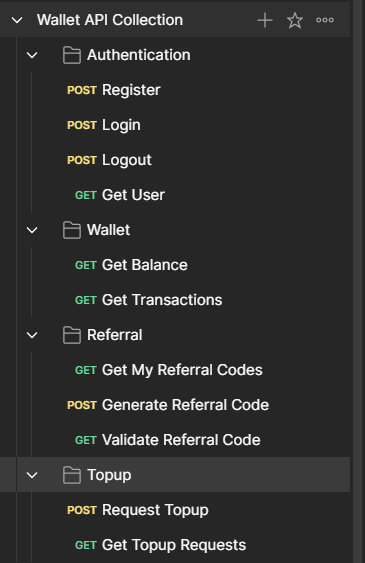 Wallet API Collection
Authentication
POST Register
POST Login
POST Logout
GET Get User
Wallet
GET Get Balance
GET Get Transactions
Referral
GET Get My Referral Codes
POST Generate Referral Code
GET Validate Referral Code
Topup
POST Request Topup
GET Get Topup Requests